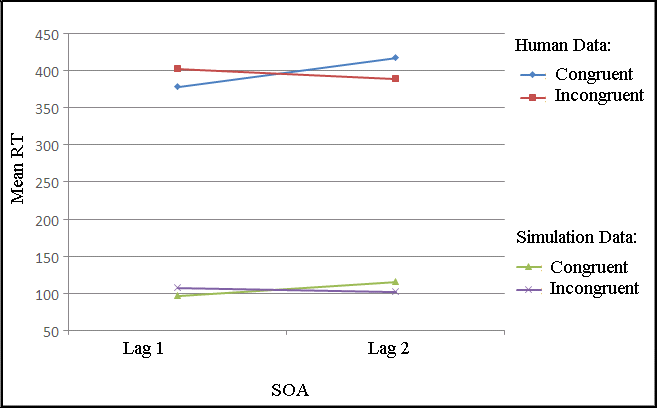 450
400
350
300
250
200
150
100
50
Mean RT
Lag 1
Lag 2
SOA
Human Data:
Congruent
Incongruent
Simulation Data:
Congruent
Incongruent